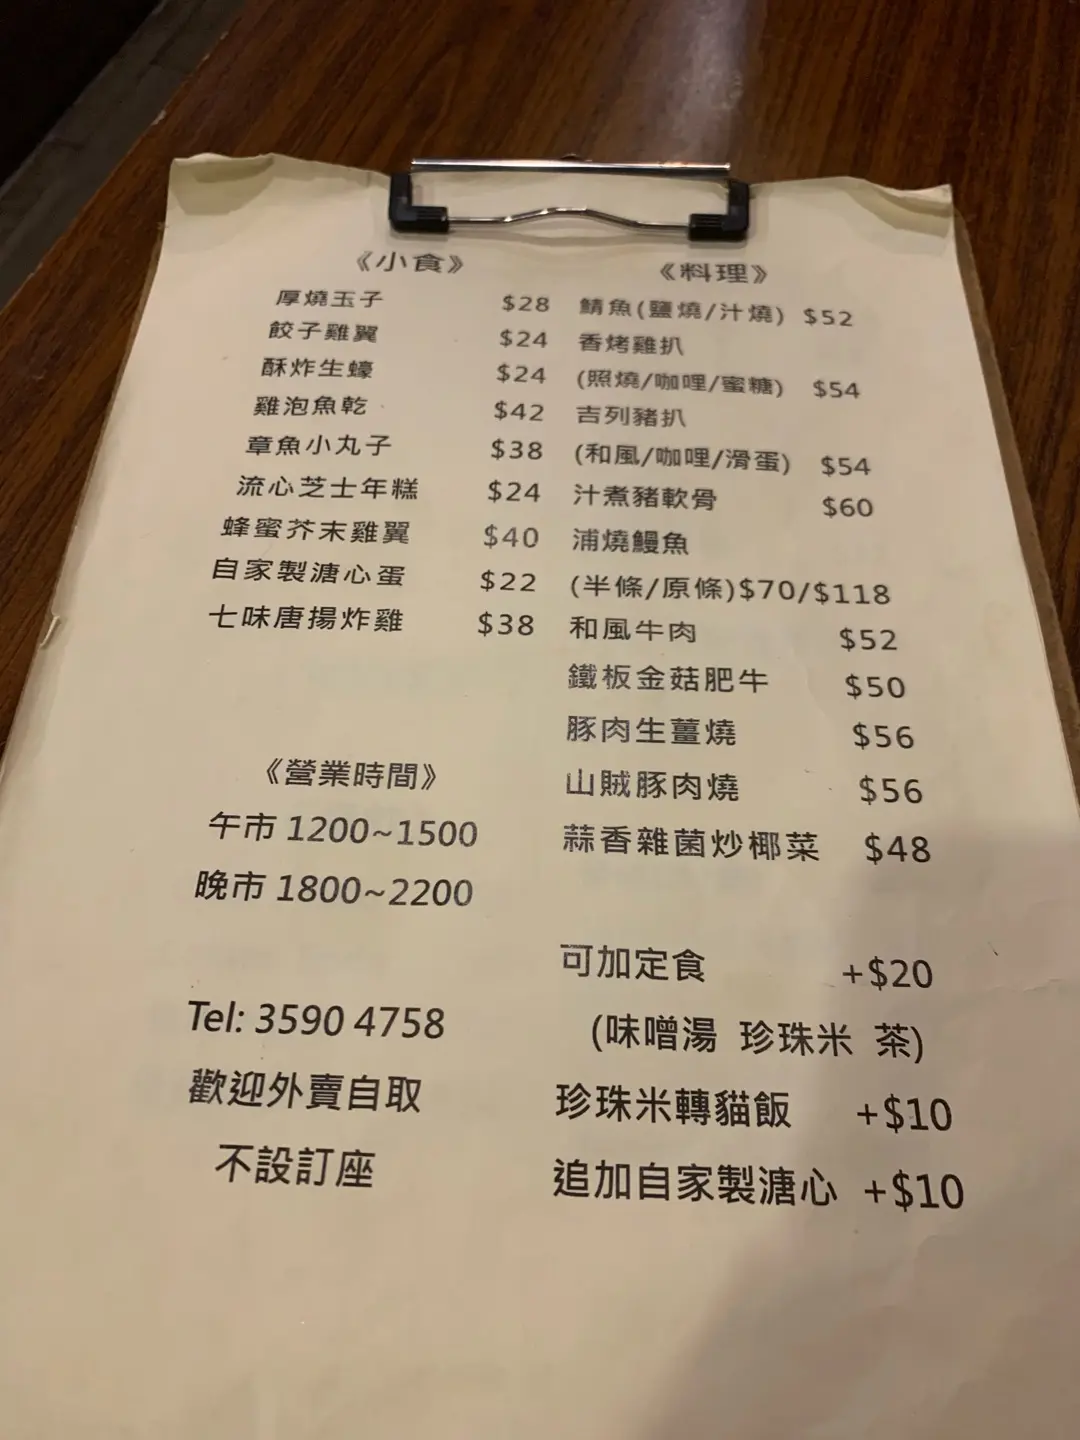 《小食》
厚燒玉子 $28
餃子雞翼 $24
酥炸生蠔 $24
雞泡魚乾 $42
章魚小丸子 $38
流心芝士年糕 $24
蜂蜜芥末雞翼 $40
自家製溏心蛋 $22
七味唐揚炸雞 $38
《營業時間》
午市 1200~1500
晚市 1800~2200
Tel: 3590 4758
歡迎外賣自取
不設訂座
《料理》
鯖魚(鹽燒/汁燒) $52
香烤雞扒
(照燒/咖哩/蜜糖) $54
吉列豬扒
(和風/咖哩/滑蛋) $54
汁煮豬軟骨 $60
浦燒鰻魚
(半條/原條)$70/$118
和風牛肉 $52
鐵板金菇肥牛 $50
豚肉生薑燒 $56
山賊豚肉燒 $56
蒜香雜菌炒椰菜 $48
可加定食 +$20
(味噌湯 珍珠米 茶)
珍珠米轉貓飯 +$10
追加自家製溏心 +$10